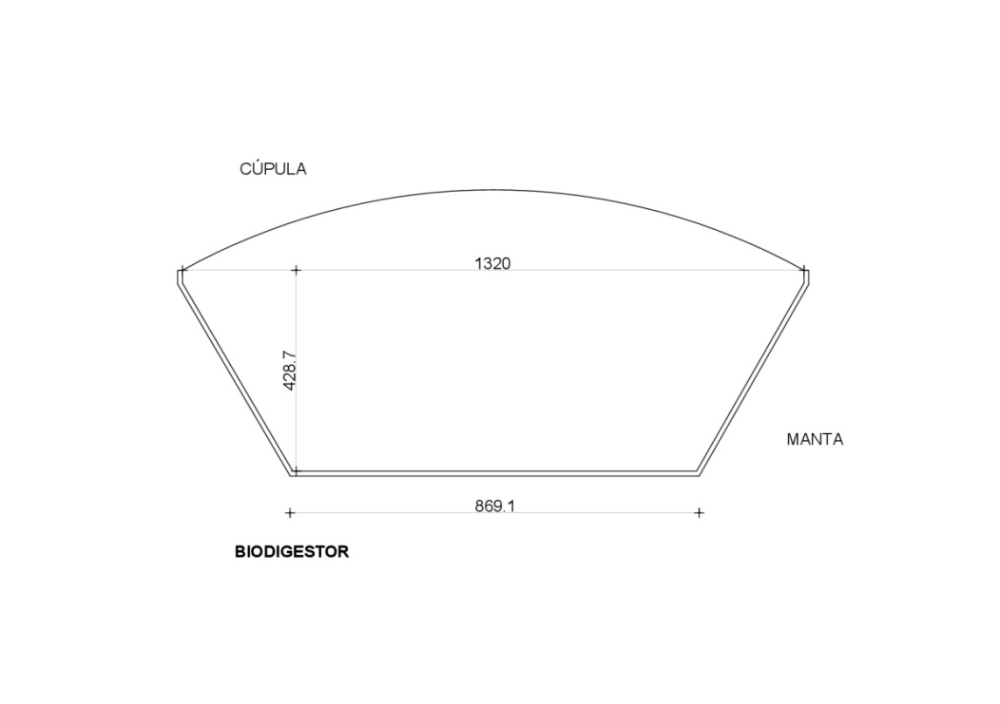 CÚPULA
1320
428.7
MANTA
869.1
BIODIGESTOR